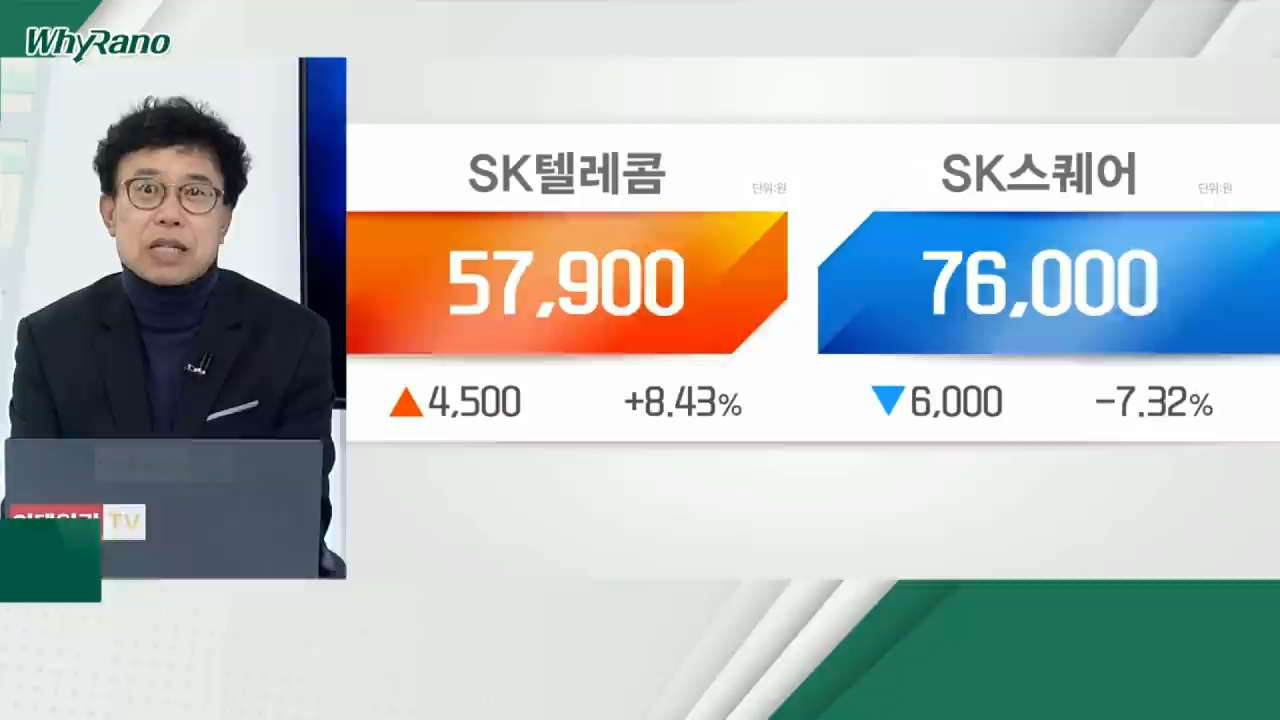 WhyRano
SK텔레콤
단위:원
57,900
▲4,500 +8.43%
SK스퀘어
단위:원
76,000
▼6,000 -7.32%
TV